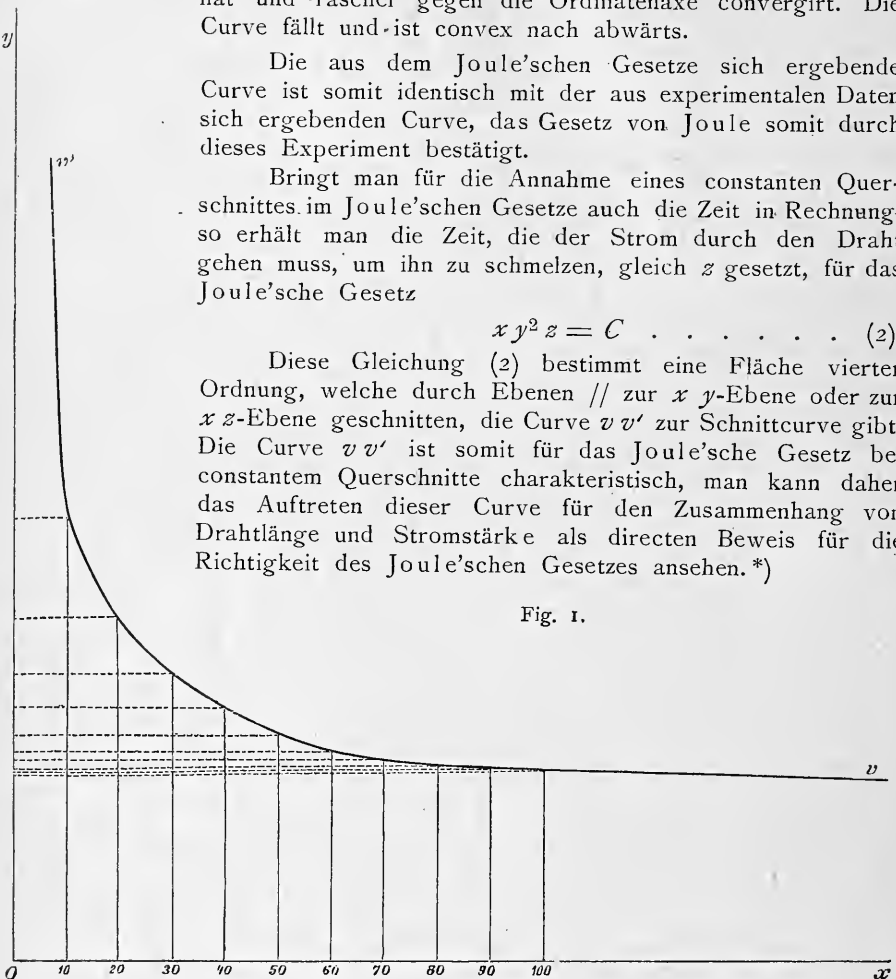 hat und rascher gegen die Ordinatenaxe convergirt. Die
Curve fällt und ist convex nach abwärts.
Die aus dem Joule'schen Gesetze sich ergebende
Curve ist somit identisch mit der aus experimentalen Daten
sich ergebenden Curve, das Gesetz von Joule somit durch
dieses Experiment bestätigt.
Bringt man für die Annahme eines constanten Quer-
schnittes im Joule'schen Gesetze auch die Zeit in Rechnung
so erhält man die Zeit, die der Strom durch den Draht
gehen muss, um ihn zu schmelzen, gleich z gesetzt, für das
Joule'sche Gesetz
x y² z = C . . . . . . (2)
Diese Gleichung (2) bestimmt eine Fläche vierter
Ordnung, welche durch Ebenen // zur x y-Ebene oder zur
x z-Ebene geschnitten, die Curve v v′ zur Schnittcurve gibt
Die Curve v v′ ist somit für das Joule'sche Gesetz be
constantem Querschnitte charakteristisch, man kann daher
das Auftreten dieser Curve für den Zusammenhang von
Drahtlänge und Stromstärke als directen Beweis für die
Richtigkeit des Joule'schen Gesetzes ansehen. *)
Fig. 1.
y
v′
v
0 10 20 30 40 50 60 70 80 90 100 x